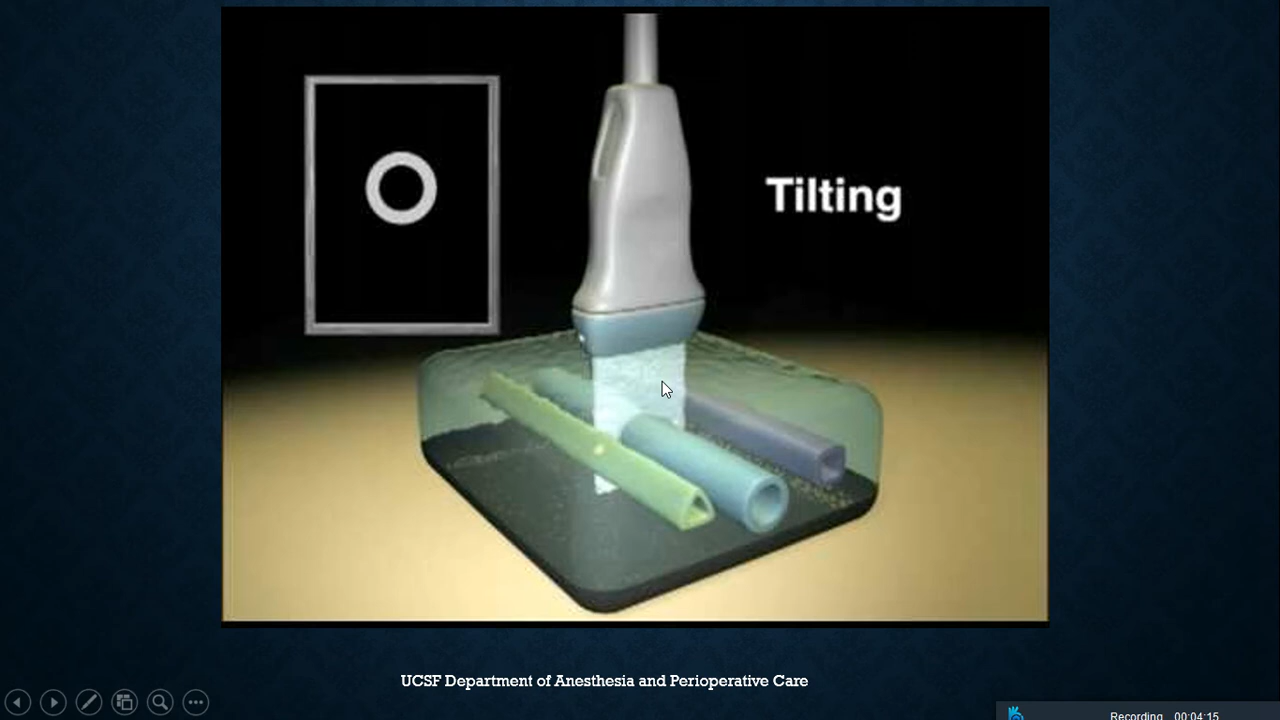 Tilting
UCSF Department of Anesthesia and Perioperative Care
Recording 00:04:15